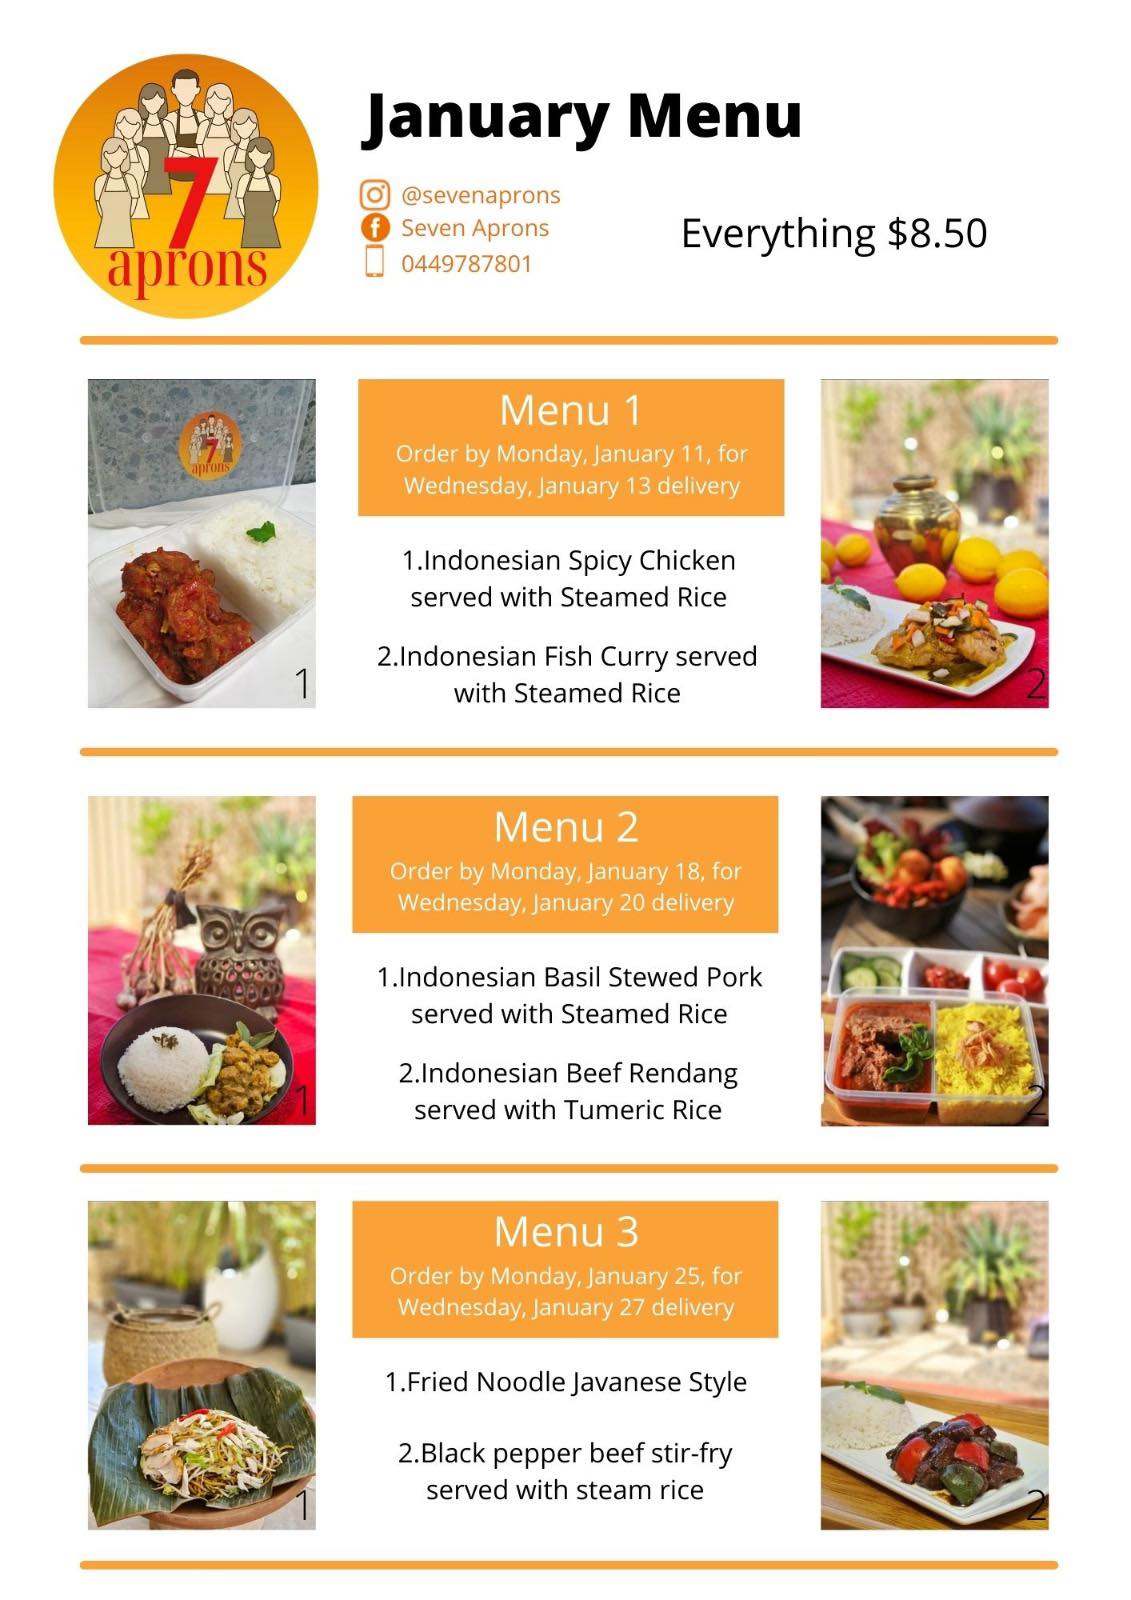 7
aprons
January Menu
@sevenaprons
Seven Aprons
0449787801
Everything $8.50
Menu 1
Order by Monday, January 11, for
Wednesday, January 13 delivery
7
aprons
1
1.Indonesian Spicy Chicken
served with Steamed Rice
2.Indonesian Fish Curry served
with Steamed Rice
2
Menu 2
Order by Monday, January 18, for
Wednesday, January 20 delivery
1.Indonesian Basil Stewed Pork
served with Steamed Rice
2.Indonesian Beef Rendang
served with Tumeric Rice
1
2
Menu 3
Order by Monday, January 25, for
Wednesday, January 27 delivery
1.Fried Noodle Javanese Style
2.Black pepper beef stir-fry
served with steam rice
1
2